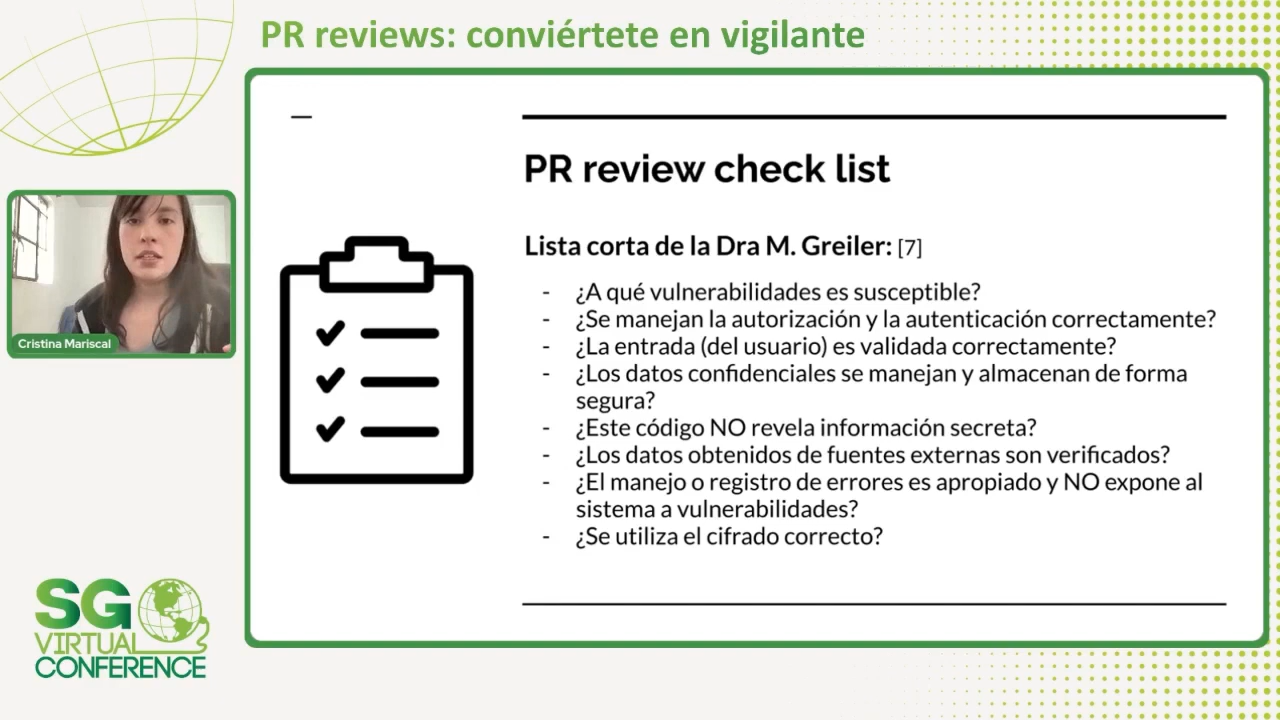 PR reviews: conviértete en vigilante
PR review check list
Lista corta de la Dra M. Greiler: [7]
- ¿A qué vulnerabilidades es susceptible?
- ¿Se manejan la autorización y la autenticación correctamente?
- ¿La entrada (del usuario) es validada correctamente?
- ¿Los datos confidenciales se manejan y almacenan de forma
segura?
- ¿Este código NO revela información secreta?
- ¿Los datos obtenidos de fuentes externas son verificados?
- ¿El manejo o registro de errores es apropiado y NO expone al
sistema a vulnerabilidades?
- ¿Se utiliza el cifrado correcto?
Cristina Mariscal
SG
VIRTUAL
CONFERENCE